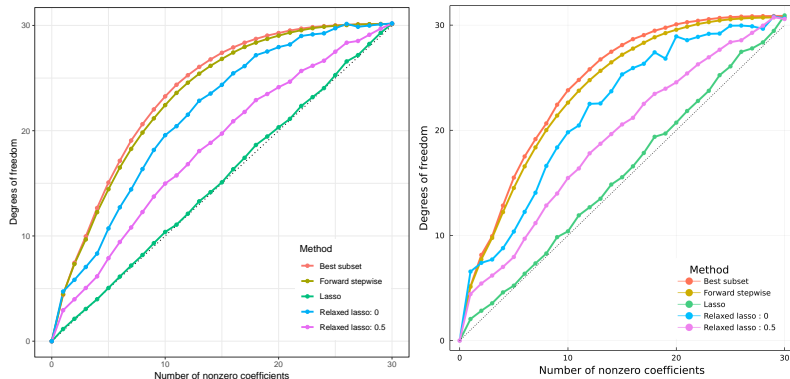 30
20
10
0
Degrees of freedom
Method
Best subset
Forward stepwise
Lasso
Relaxed lasso: 0
Relaxed lasso: 0.5
0
10
20
30
Number of nonzero coefficients
30
20
10
0
Degrees of freedom
Method
Best subset
Forward stepwise
Lasso
Relaxed lasso : 0
Relaxed lasso : 0.5
0
10
20
30
Number of nonzero coefficients